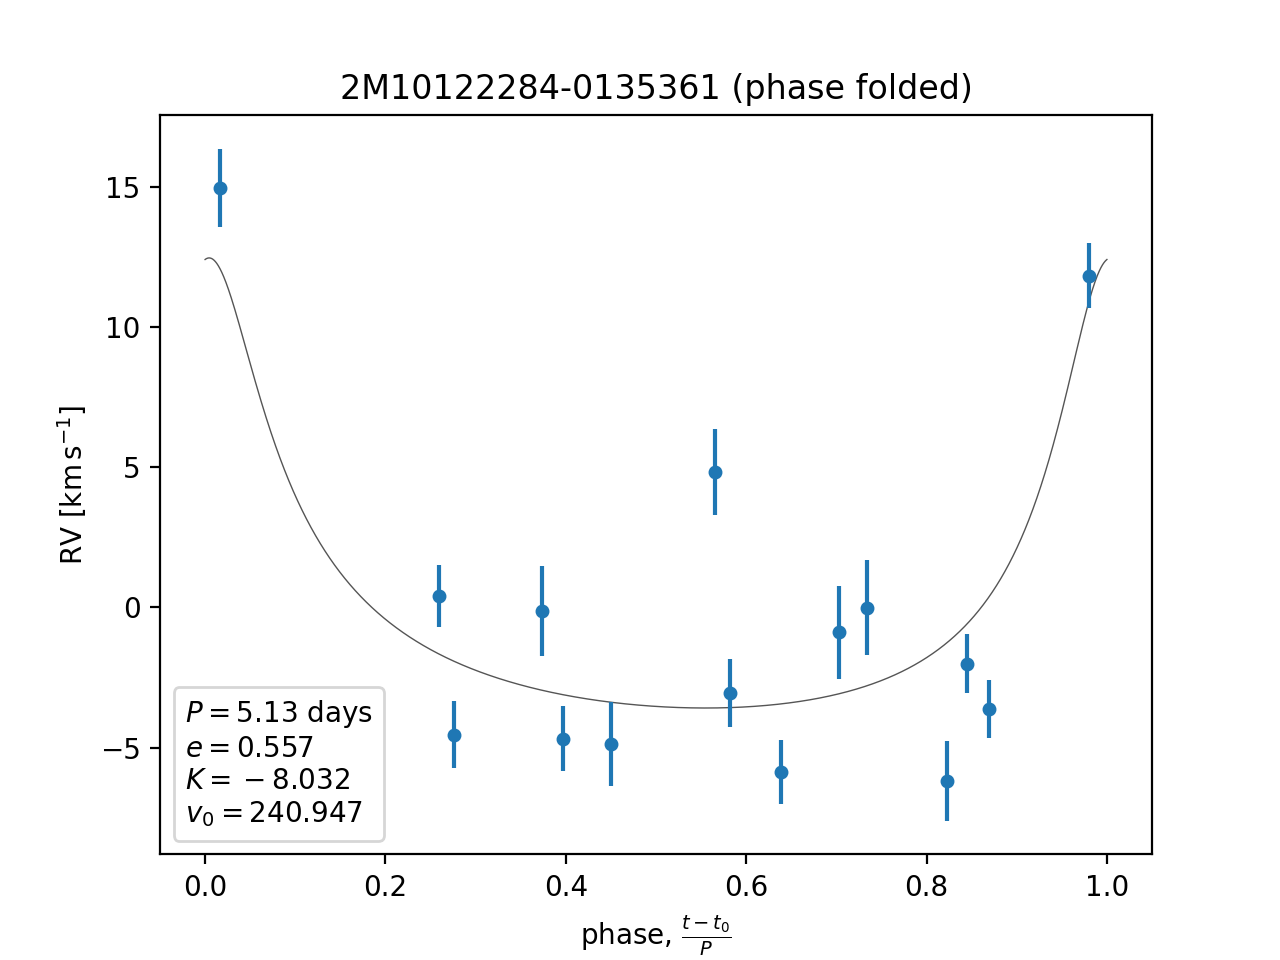 2M10122284-0135361 (phase folded)
RV [km s⁻¹]
15
10
5
0
−5
P = 5.13 days
e = 0.557
K = −8.032
v₀ = 240.947
0.0 0.2 0.4 0.6 0.8 1.0
phase, (t − t₀)/P